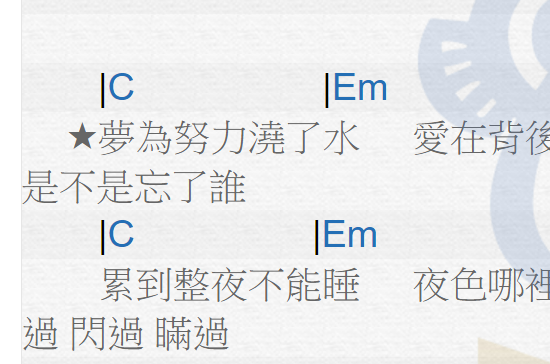 |C |Em
★夢為努力澆了水 愛在背後
是不是忘了誰
|C |Em
累到整夜不能睡 夜色哪裡
過 閃過 瞞過